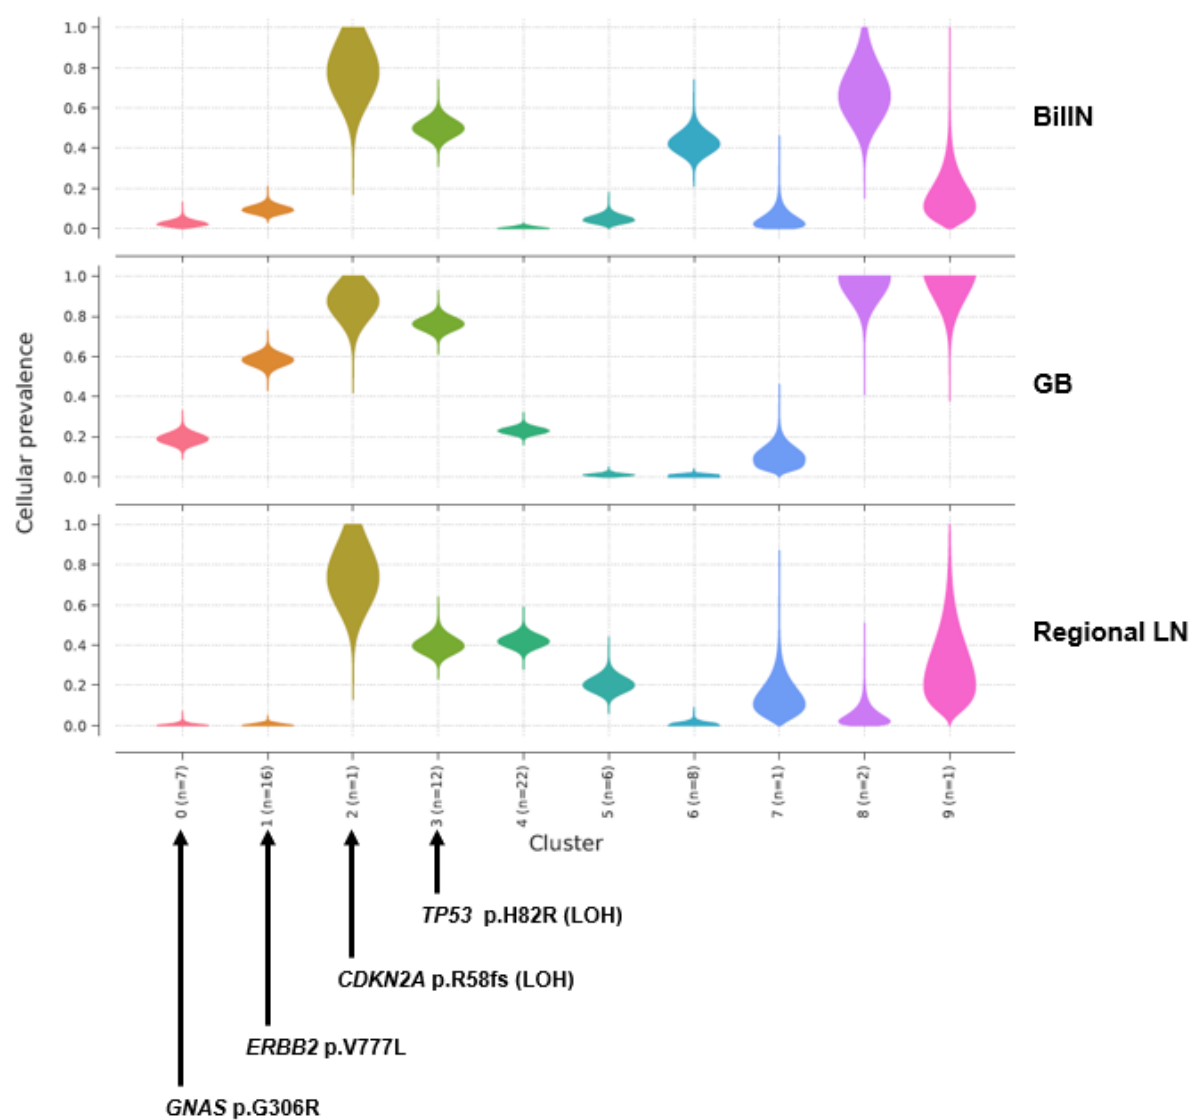 1.0
0.8
0.6
0.4
0.2
0.0
BilIN
1.0
0.8
0.6
0.4
0.2
0.0
GB
Cellular prevalence
1.0
0.8
0.6
0.4
0.2
0.0
Regional LN
0 (n=7)
1 (n=16)
2 (n=1)
3 (n=12)
4 (n=22)
5 (n=6)
6 (n=8)
7 (n=1)
8 (n=2)
9 (n=1)
Cluster
TP53 p.H82R (LOH)
CDKN2A p.R58fs (LOH)
ERBB2 p.V777L
GNAS p.G306R